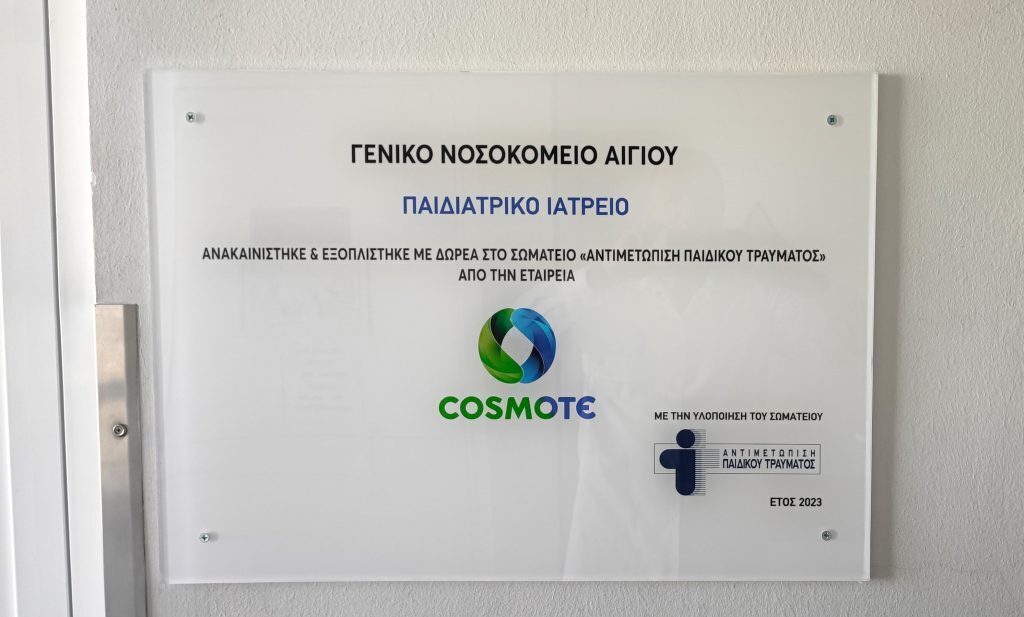 ΓΕΝΙΚΟ ΝΟΣΟΚΟΜΕΙΟ ΑΙΓΙΟΥ
ΠΑΙΔΙΑΤΡΙΚΟ ΙΑΤΡΕΙΟ
ΑΝΑΚΑΙΝΙΣΤΗΚΕ & ΕΞΟΠΛΙΣΤΗΚΕ ΜΕ ΔΩΡΕΑ ΣΤΟ ΣΩΜΑΤΕΙΟ «ΑΝΤΙΜΕΤΩΠΙΣΗ ΠΑΙΔΙΚΟΥ ΤΡΑΥΜΑΤΟΣ»
ΑΠΟ ΤΗΝ ΕΤΑΙΡΕΙΑ
COSMOTE
ΜΕ ΤΗΝ ΥΛΟΠΟΙΗΣΗ ΤΟΥ ΣΩΜΑΤΕΙΟΥ
ΑΝΤΙΜΕΤΩΠΙΣΗ
ΠΑΙΔΙΚΟΥ ΤΡΑΥΜΑΤΟΣ
ΕΤΟΣ 2023